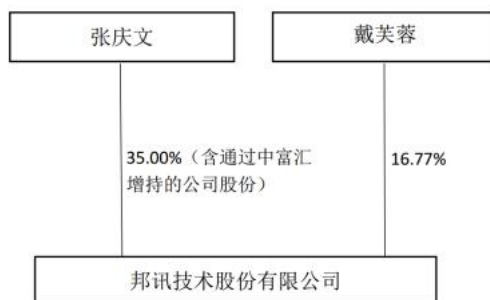 张庆文
戴芙蓉
35.00%（含通过中富汇
增持的公司股份）
16.77%
邦讯技术股份有限公司